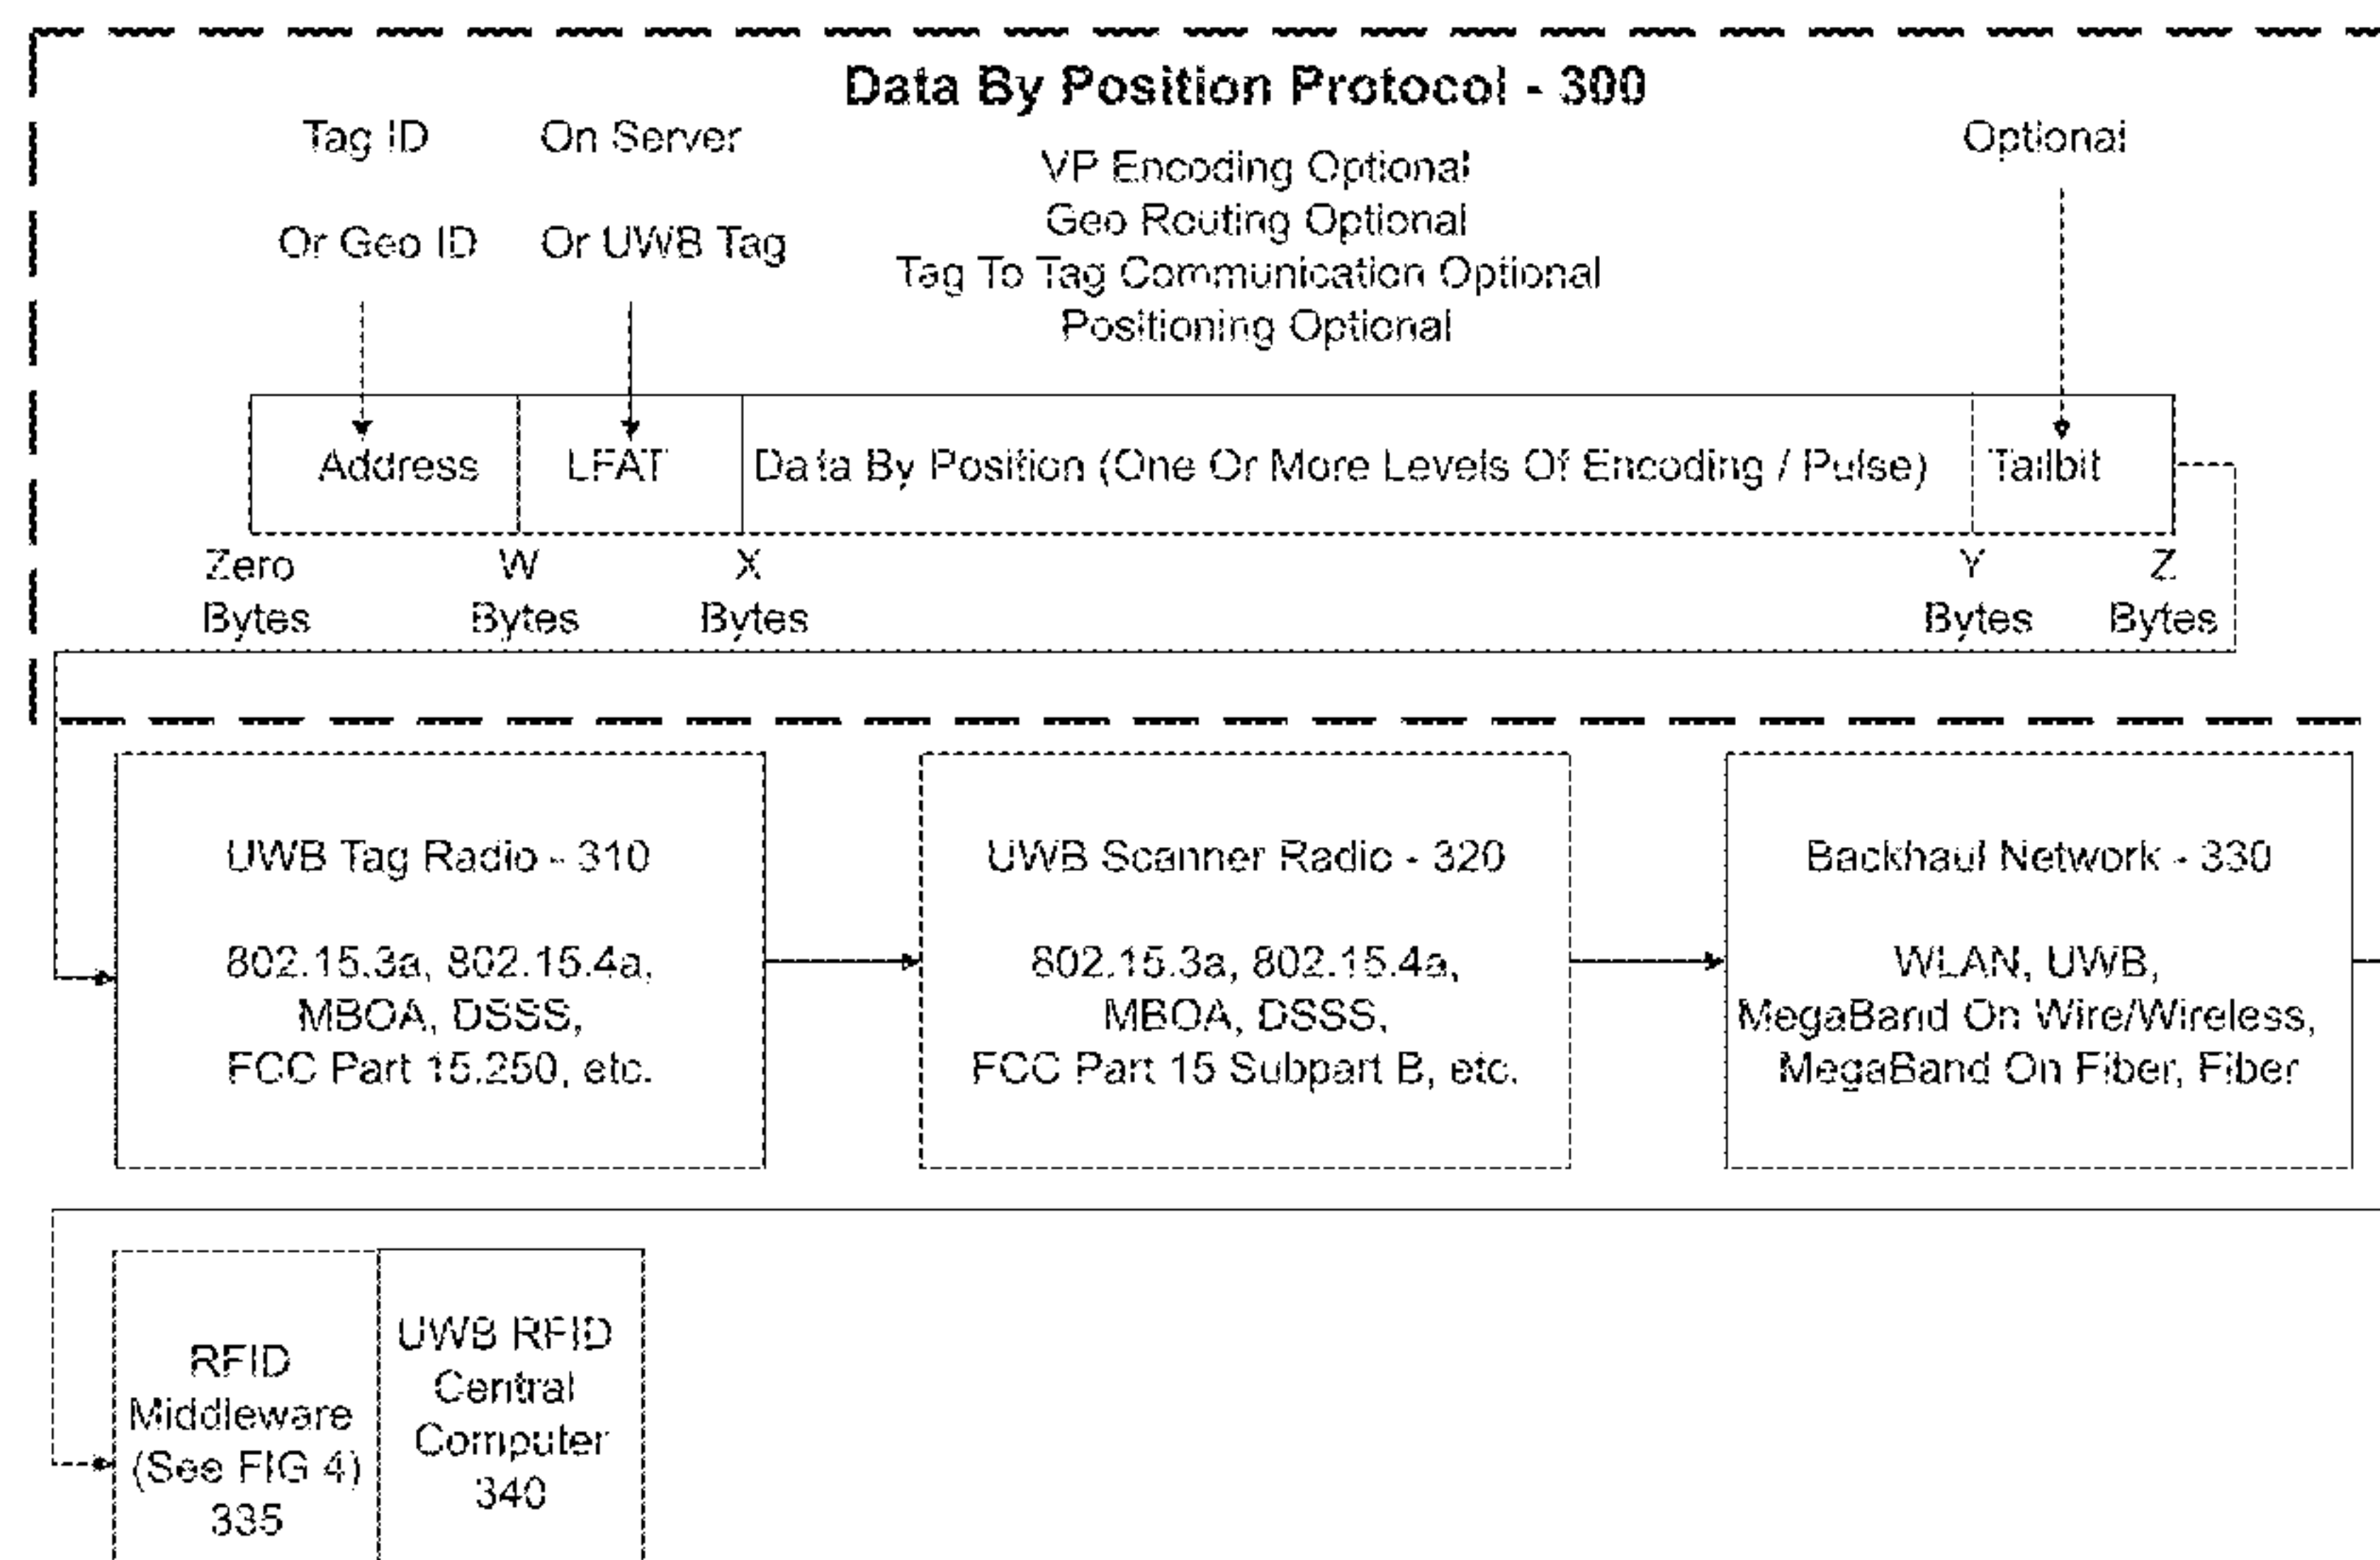 Data By Position Protocol - 300
Tag ID
Or Geo ID
On Server
Or UWB Tag
VP Encoding Optional
Geo Routing Optional
Tag To Tag Communication Optional
Positioning Optional
Optional
Address
LFAT
Data By Position (One Or More Levels Of Encoding / Pulse)
Tailbit
Zero
Bytes
W
Bytes
X
Bytes
Y
Bytes
Z
Bytes
UWB Tag Radio - 310
802.15.3a, 802.15.4a,
MBOA, DSSS,
FCC Part 15.250, etc.
UWB Scanner Radio - 320
802.15.3a, 802.15.4a,
MBOA, DSSS,
FCC Part 15 Subpart B, etc.
Backhaul Network - 330
WLAN, UWB,
MegaBand On Wire/Wireless,
MegaBand On Fiber, Fiber
RFID
Middleware
(See FIG 4)
335
UWB RFID
Central
Computer
340